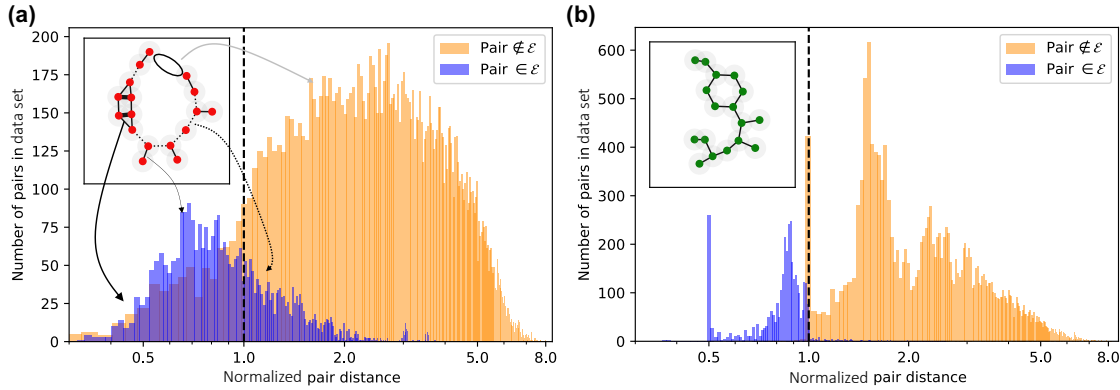 (a)
Number of pairs in data set
200
175
150
125
100
75
50
25
0
Pair ∉ ℰ
Pair ∈ ℰ
0.5
1.0
2.0
5.0
8.0
Normalized pair distance
(b)
Number of pairs in data set
600
500
400
300
200
100
0
Pair ∉ ℰ
Pair ∈ ℰ
0.5
1.0
2.0
5.0
8.0
Normalized pair distance